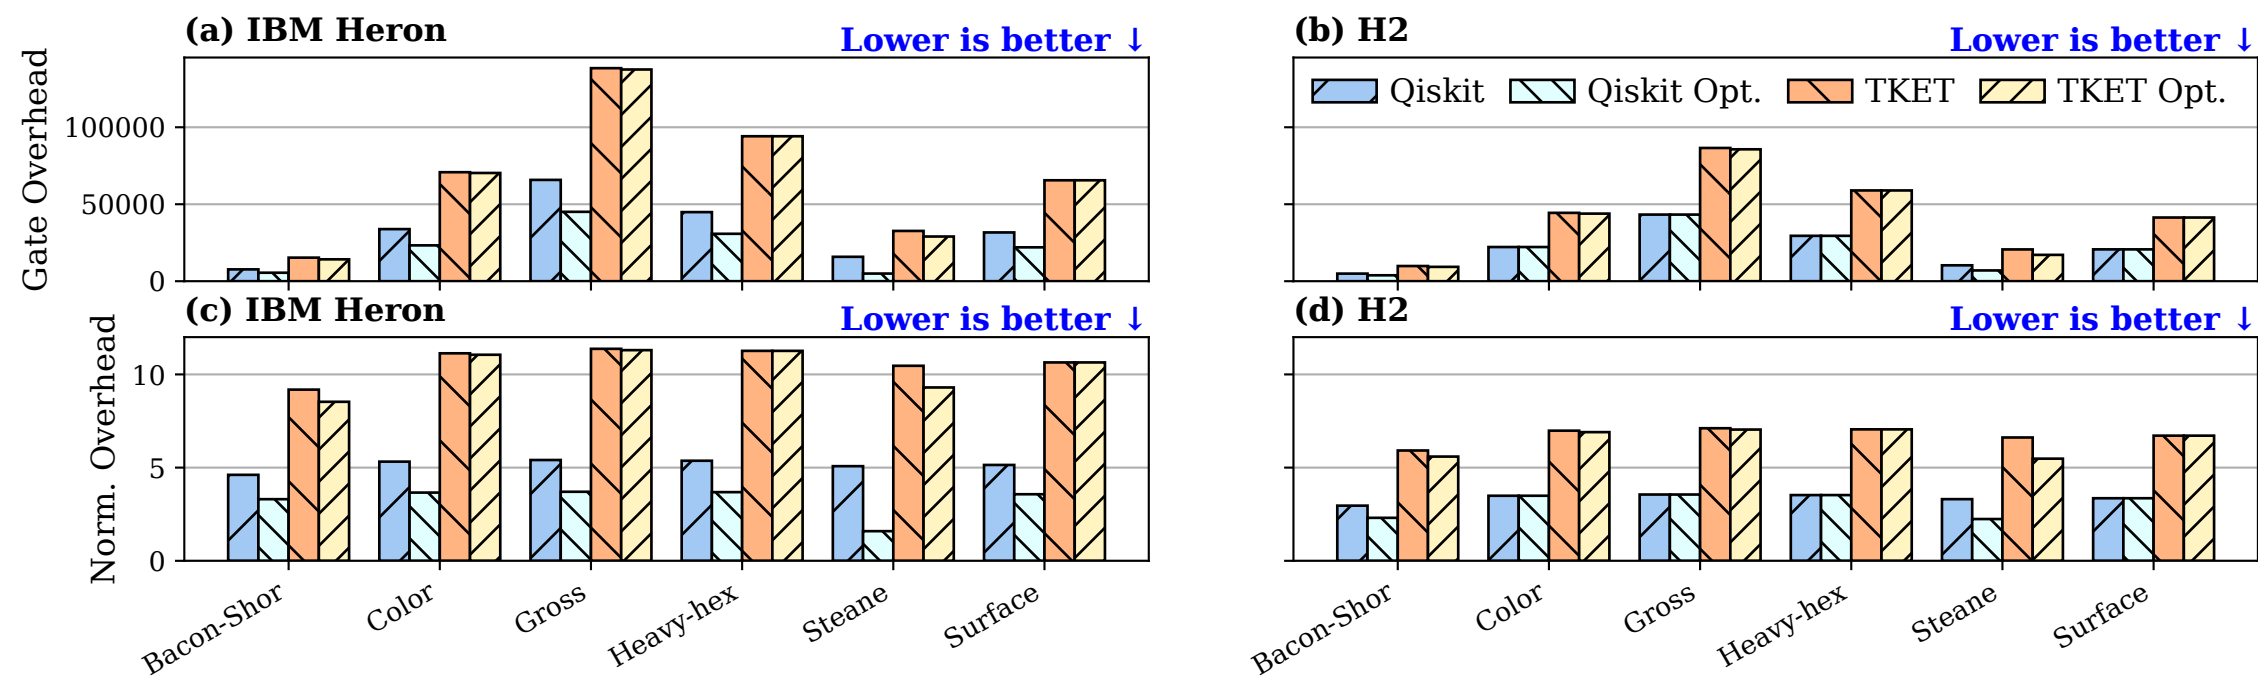 (a) IBM Heron
Lower is better ↓
(b) H2
Lower is better ↓
Gate Overhead
100000
50000
0
Qiskit
Qiskit Opt.
TKET
TKET Opt.
(c) IBM Heron
Lower is better ↓
(d) H2
Lower is better ↓
Norm. Overhead
10
5
0
Bacon-Shor
Color
Gross
Heavy-hex
Steane
Surface
Bacon-Shor
Color
Gross
Heavy-hex
Steane
Surface